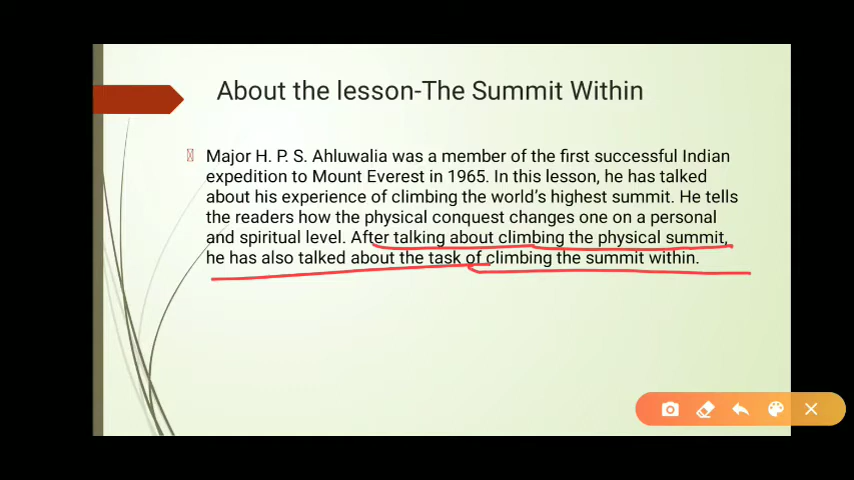 About the lesson-The Summit Within
Major H. P. S. Ahluwalia was a member of the first successful Indian
expedition to Mount Everest in 1965. In this lesson, he has talked
about his experience of climbing the world's highest summit. He tells
the readers how the physical conquest changes one on a personal
and spiritual level. After talking about climbing the physical summit,
he has also talked about the task of climbing the summit within.